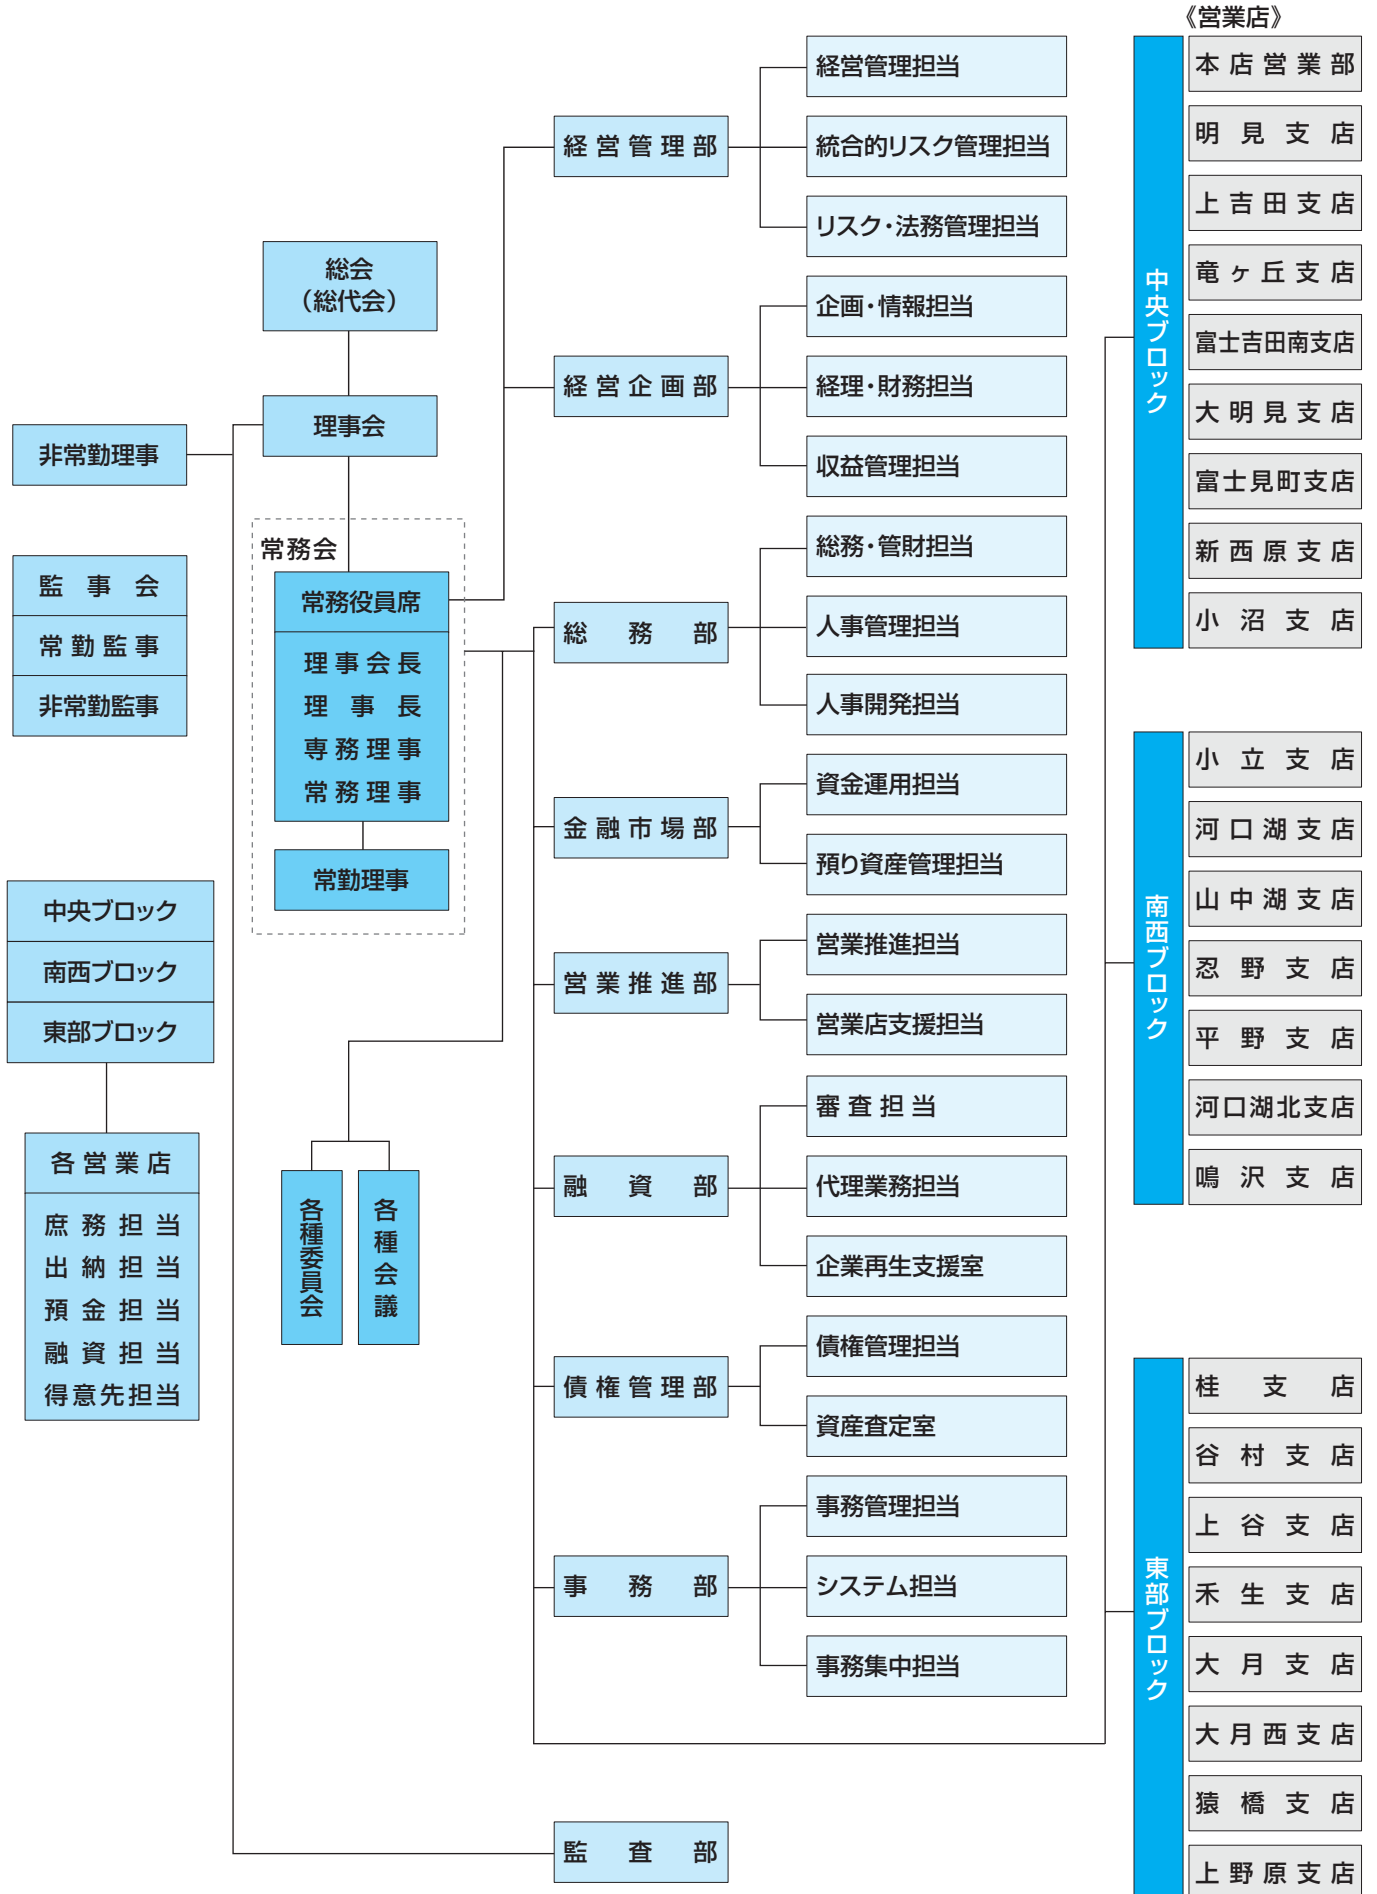 総会
（総代会）
理事会
非常勤理事
監事会
常勤監事
非常勤監事
常務会
常務役員席
理事会長
理事長
専務理事
常務理事
常勤理事
中央ブロック
南西ブロック
東部ブロック
各営業店
庶務担当
出納担当
預金担当
融資担当
得意先担当
各種委員会
各種会議
経営管理部
経営管理担当
統合的リスク管理担当
リスク・法務管理担当
経営企画部
企画・情報担当
経理・財務担当
収益管理担当
総務部
総務・管財担当
人事管理担当
人事開発担当
金融市場部
資金運用担当
預り資産管理担当
営業推進部
営業推進担当
営業店支援担当
融資部
審査担当
代理業務担当
企業再生支援室
債権管理部
債権管理担当
資産査定室
事務部
事務管理担当
システム担当
事務集中担当
監査部
《営業店》
中央ブロック
本店営業部
明見支店
上吉田支店
竜ヶ丘支店
富士吉田南支店
大明見支店
富士見町支店
新西原支店
小沼支店
南西ブロック
小立支店
河口湖支店
山中湖支店
忍野支店
平野支店
河口湖北支店
鳴沢支店
東部ブロック
桂支店
谷村支店
上谷支店
禾生支店
大月支店
大月西支店
猿橋支店
上野原支店